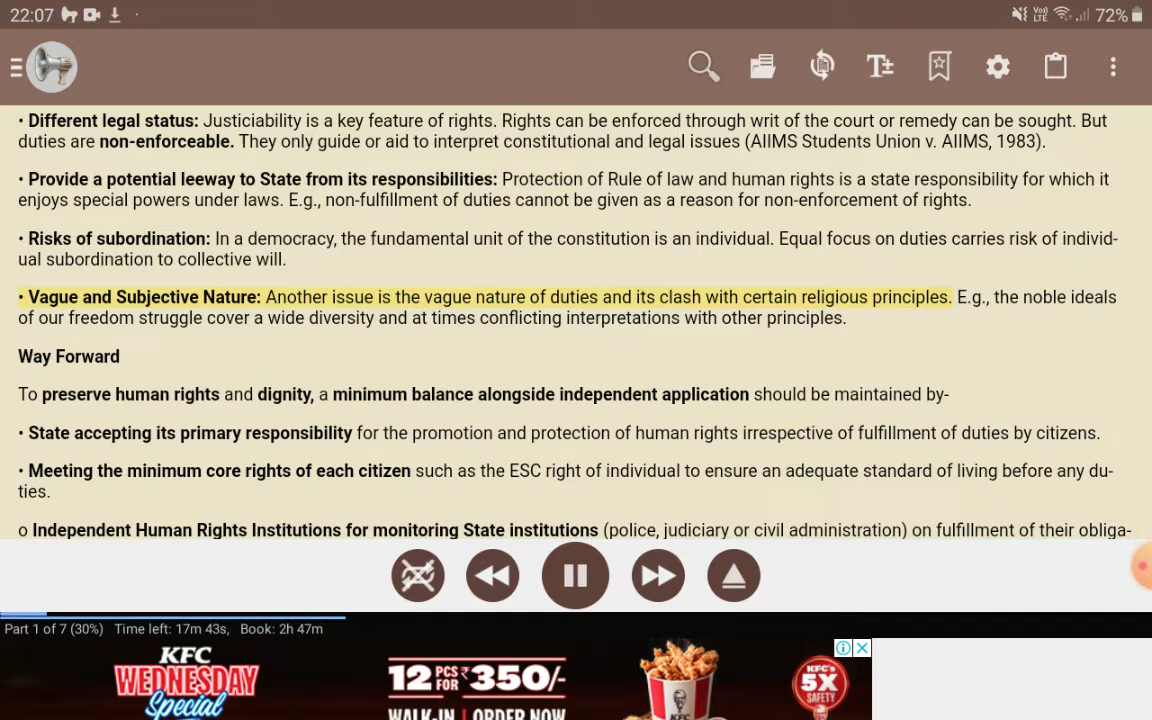 22:07
Vo)) LTE 72%
T±
• Different legal status: Justiciability is a key feature of rights. Rights can be enforced through writ of the court or remedy can be sought. But
duties are non-enforceable. They only guide or aid to interpret constitutional and legal issues (AIIMS Students Union v. AIIMS, 1983).
• Provide a potential leeway to State from its responsibilities: Protection of Rule of law and human rights is a state responsibility for which it
enjoys special powers under laws. E.g., non-fulfillment of duties cannot be given as a reason for non-enforcement of rights.
• Risks of subordination: In a democracy, the fundamental unit of the constitution is an individual. Equal focus on duties carries risk of individ-
ual subordination to collective will.
• Vague and Subjective Nature: Another issue is the vague nature of duties and its clash with certain religious principles. E.g., the noble ideals
of our freedom struggle cover a wide diversity and at times conflicting interpretations with other principles.
Way Forward
To preserve human rights and dignity, a minimum balance alongside independent application should be maintained by-
• State accepting its primary responsibility for the promotion and protection of human rights irrespective of fulfillment of duties by citizens.
• Meeting the minimum core rights of each citizen such as the ESC right of individual to ensure an adequate standard of living before any du-
ties.
o Independent Human Rights Institutions for monitoring State institutions (police, judiciary or civil administration) on fulfillment of their obliga-
Part 1 of 7 (30%) Time left: 17m 43s, Book: 2h 47m
KFC
WEDNESDAY
Special
12 PCS FOR ₹350/-
WALK-IN | ORDER NOW
KFC
KFC's
5X
SAFETY